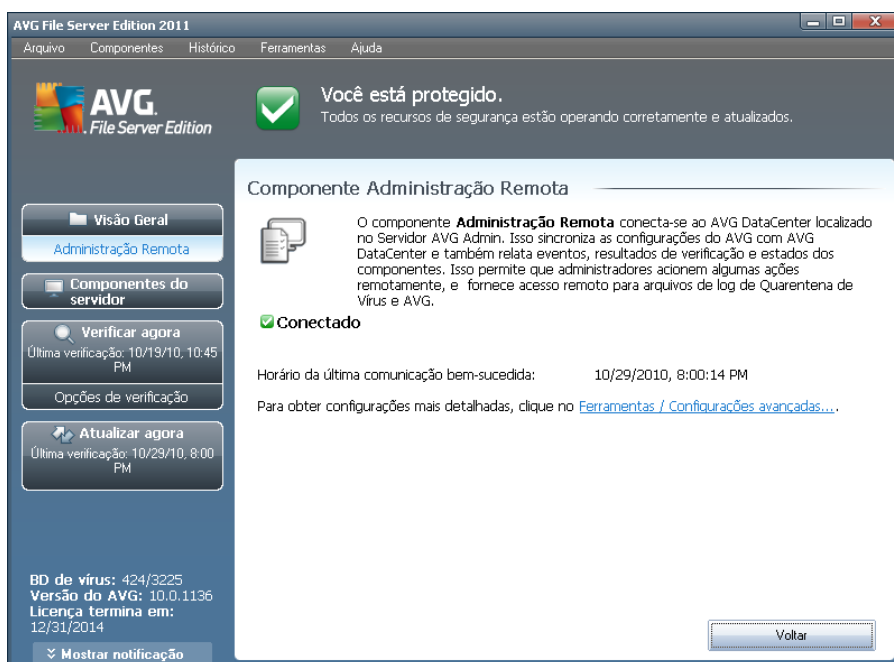 AVG File Server Edition 2011
Arquivo Componentes Histórico Ferramentas Ajuda
AVG.
File Server Edition
Você está protegido.
Todos os recursos de segurança estão operando corretamente e atualizados.
Visão Geral
Administração Remota
Componentes do
servidor
Verificar agora
Última verificação: 10/19/10, 10:45
PM
Opções de verificação
Atualizar agora
Última verificação: 10/29/10, 8:00
PM
BD de vírus: 424/3225
Versão do AVG: 10.0.1136
Licença termina em:
12/31/2014
Mostrar notificação
Componente Administração Remota
O componente Administração Remota conecta-se ao AVG DataCenter localizado
no Servidor AVG Admin. Isso sincroniza as configurações do AVG com AVG
DataCenter e também relata eventos, resultados de verificação e estados dos
componentes. Isso permite que administradores acionem algumas ações
remotamente, e fornece acesso remoto para arquivos de log de Quarentena de
Vírus e AVG.
Conectado
Horário da última comunicação bem-sucedida: 10/29/2010, 8:00:14 PM
Para obter configurações mais detalhadas, clique no Ferramentas / Configurações avançadas....
Voltar